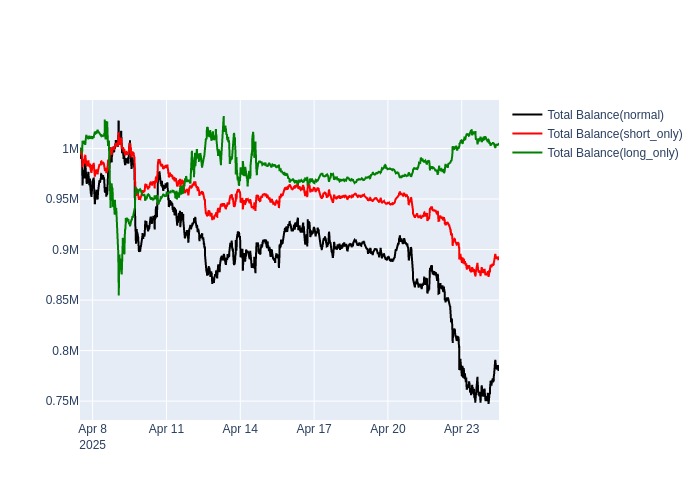 Total Balance(normal)
Total Balance(short_only)
Total Balance(long_only)
1M
0.95M
0.9M
0.85M
0.8M
0.75M
Apr 8
2025
Apr 11
Apr 14
Apr 17
Apr 20
Apr 23